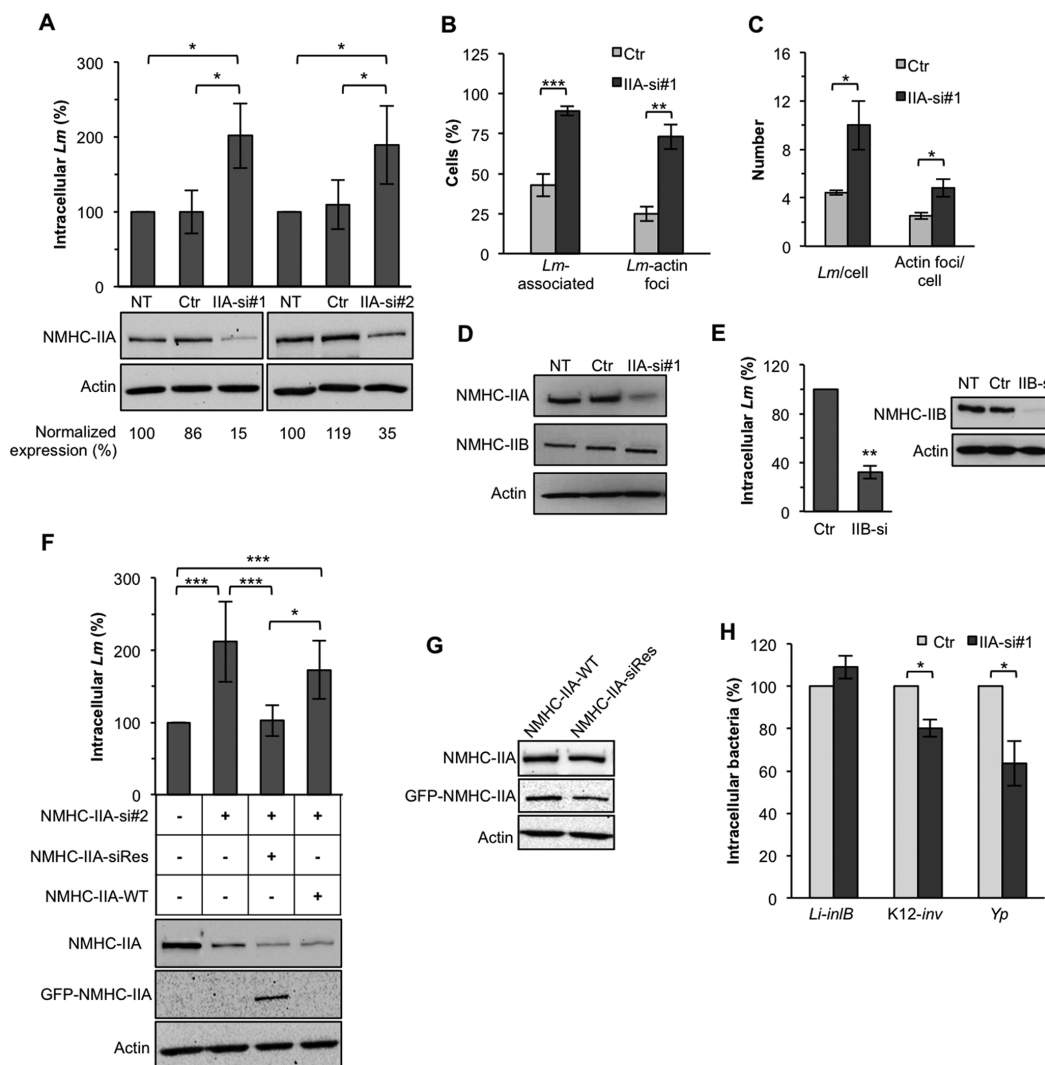 A
Intracellular Lm (%)
300
200
100
0
*
*
*
*
NT Ctr IIA-si#1 NT Ctr IIA-si#2
NMHC-IIA
Actin
Normalized expression (%)
100 86 15 100 119 35
B
Cells (%)
125
100
75
50
25
0
Ctr
IIA-si#1
***
**
Lm-associated
Lm-actin foci
C
Number
16
12
8
4
0
Ctr
IIA-si#1
*
*
Lm/cell
Actin foci/cell
D
NT Ctr IIA-si#1
NMHC-IIA
NMHC-IIB
Actin
E
Intracellular Lm (%)
120
100
80
60
40
20
0
**
Ctr IIB-si
NT Ctr
NMHC-IIB
Actin
F
Intracellular Lm (%)
300
200
150
100
50
0
***
***
***
*
NMHC-IIA-si#2 - + + +
NMHC-IIA-siRes - - + -
NMHC-IIA-WT - - - +
NMHC-IIA
GFP-NMHC-IIA
Actin
G
NMHC-IIA-WT
NMHC-IIA-siRes
NMHC-IIA
GFP-NMHC-IIA
Actin
H
Intracellular bacteria (%)
120
100
80
60
40
20
0
Ctr
IIA-si#1
*
*
Li-inlB K12-inv Yp